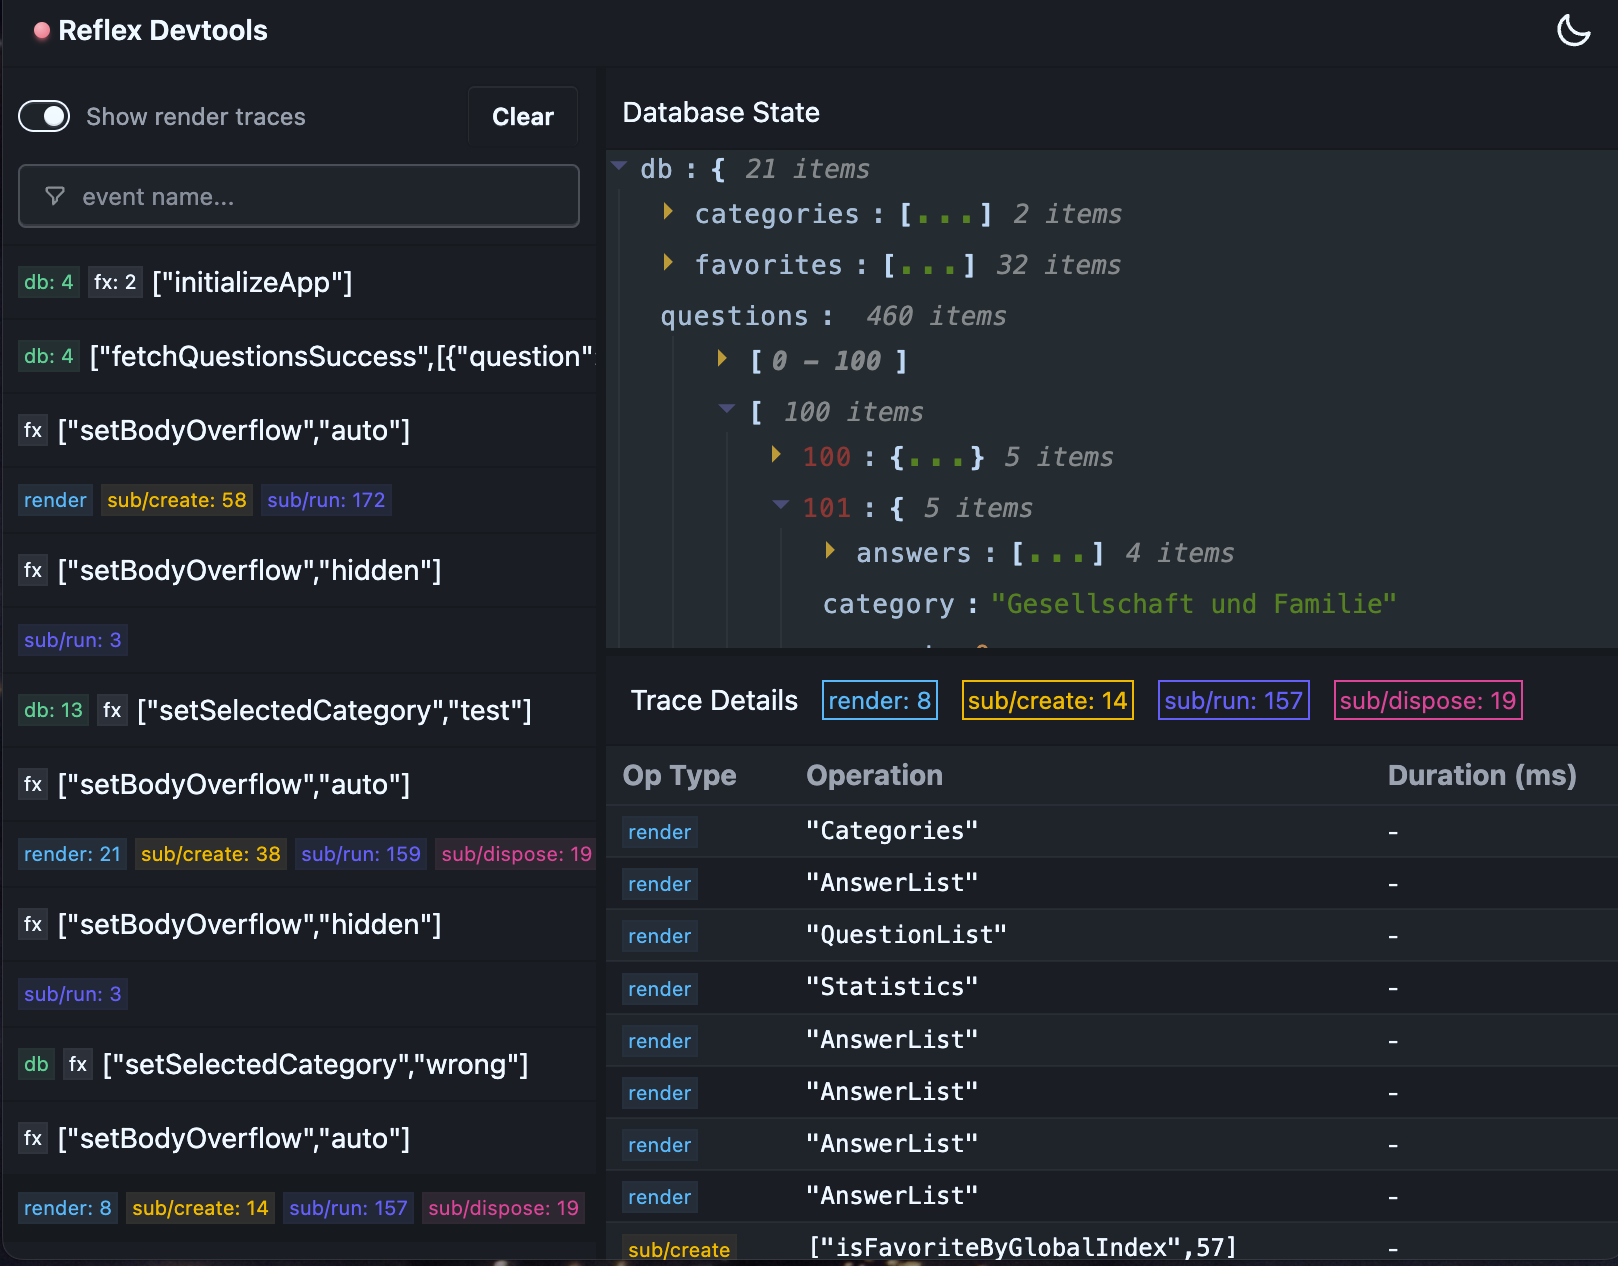 Reflex Devtools
Show render traces
Clear
event name...
db: 4 fx: 2 ["initializeApp"]
db: 4 ["fetchQuestionsSuccess",[{"question":
fx ["setBodyOverflow","auto"]
render sub/create: 58 sub/run: 172
fx ["setBodyOverflow","hidden"]
sub/run: 3
db: 13 fx ["setSelectedCategory","test"]
fx ["setBodyOverflow","auto"]
render: 21 sub/create: 38 sub/run: 159 sub/dispose: 19
fx ["setBodyOverflow","hidden"]
sub/run: 3
db fx ["setSelectedCategory","wrong"]
fx ["setBodyOverflow","auto"]
render: 8 sub/create: 14 sub/run: 157 sub/dispose: 19
Database State
db : { 21 items
categories : [...] 2 items
favorites : [...] 32 items
questions : 460 items
[ 0 – 100 ]
[ 100 items
100 : {...} 5 items
101 : { 5 items
answers : [...] 4 items
category : "Gesellschaft und Familie"
Trace Details render: 8 sub/create: 14 sub/run: 157 sub/dispose: 19
Op Type Operation Duration (ms)
render "Categories" -
render "AnswerList" -
render "QuestionList" -
render "Statistics" -
render "AnswerList" -
render "AnswerList" -
render "AnswerList" -
render "AnswerList" -
sub/create ["isFavoriteByGlobalIndex",57] -